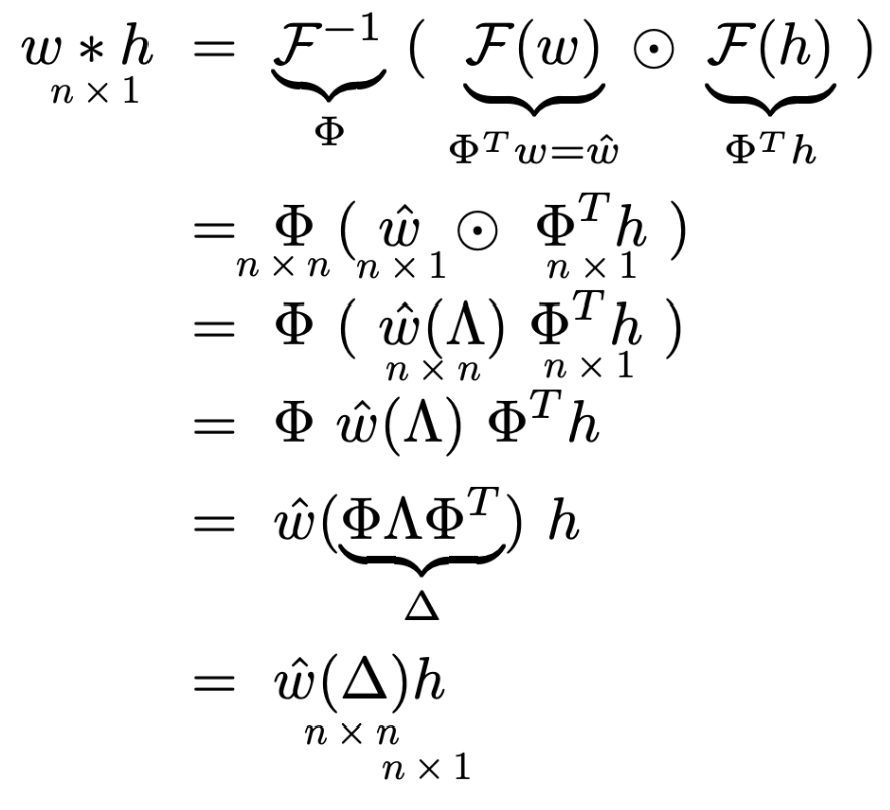 w ∗ h = ℱ⁻¹ ( ℱ(w) ⊙ ℱ(h) )
n × 1
Φ
Φᵀw=ŵ Φᵀh
= Φ ( ŵ ⊙ Φᵀh )
n × n n × 1 n × 1
= Φ ( ŵ(Λ) Φᵀh )
n × n n × 1
= Φ ŵ(Λ) Φᵀh
= ŵ(ΦΛΦᵀ) h
Δ
= ŵ(Δ)h
n × n
n × 1